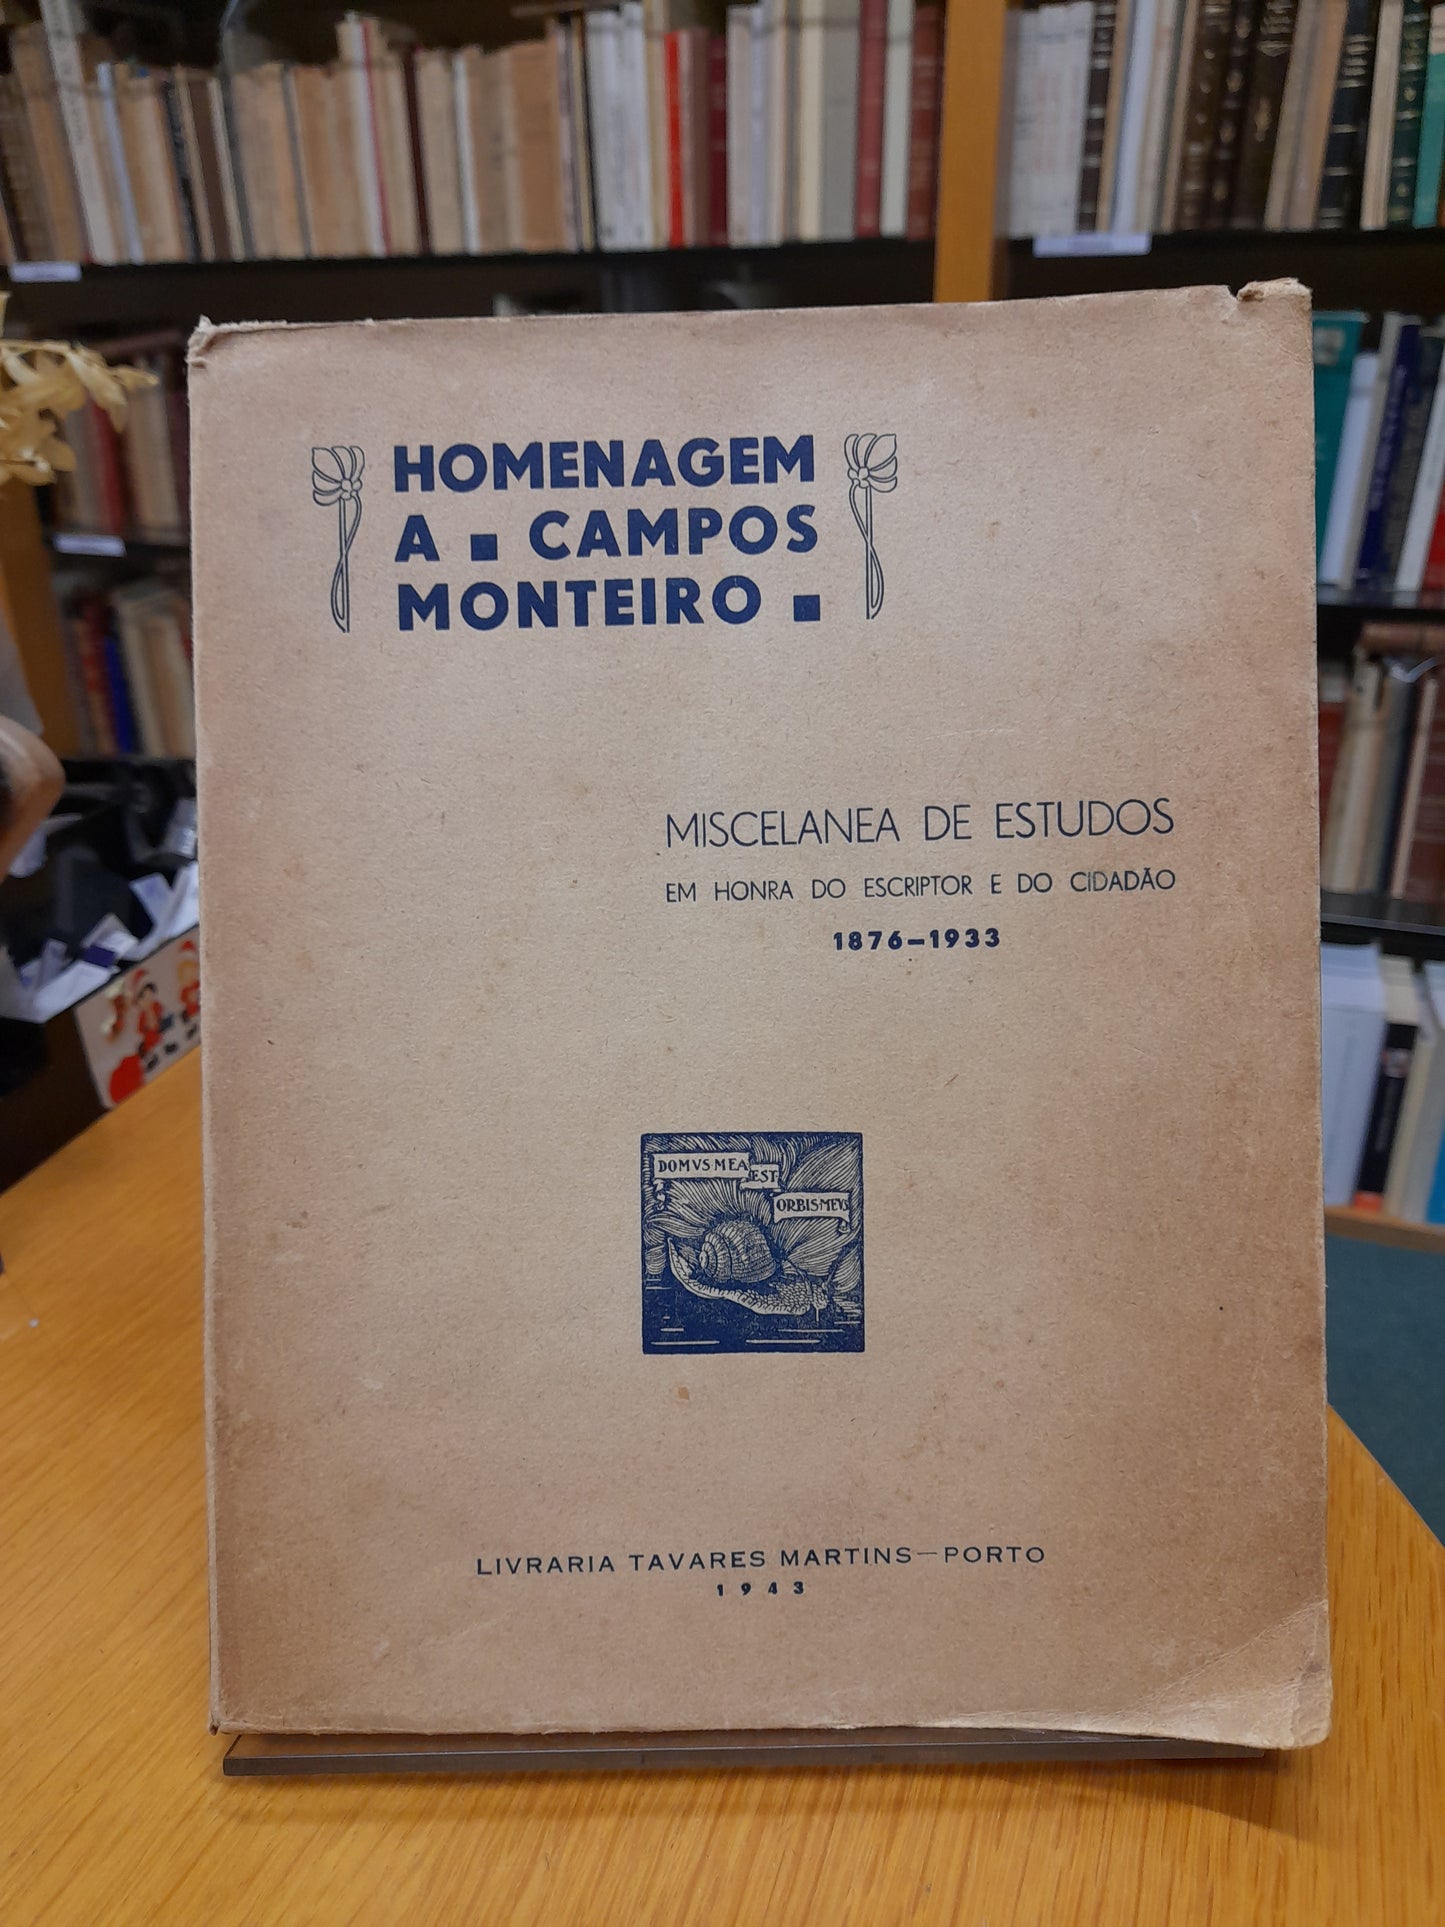 HOMENAGEM
A ■ CAMPOS
MONTEIRO ■
MISCELANEA DE ESTUDOS
EM HONRA DO ESCRIPTOR E DO CIDADÃO
1876—1933
DOMVS MEA
EST
ORBIS MEVS
LIVRARIA TAVARES MARTINS—PORTO
1943